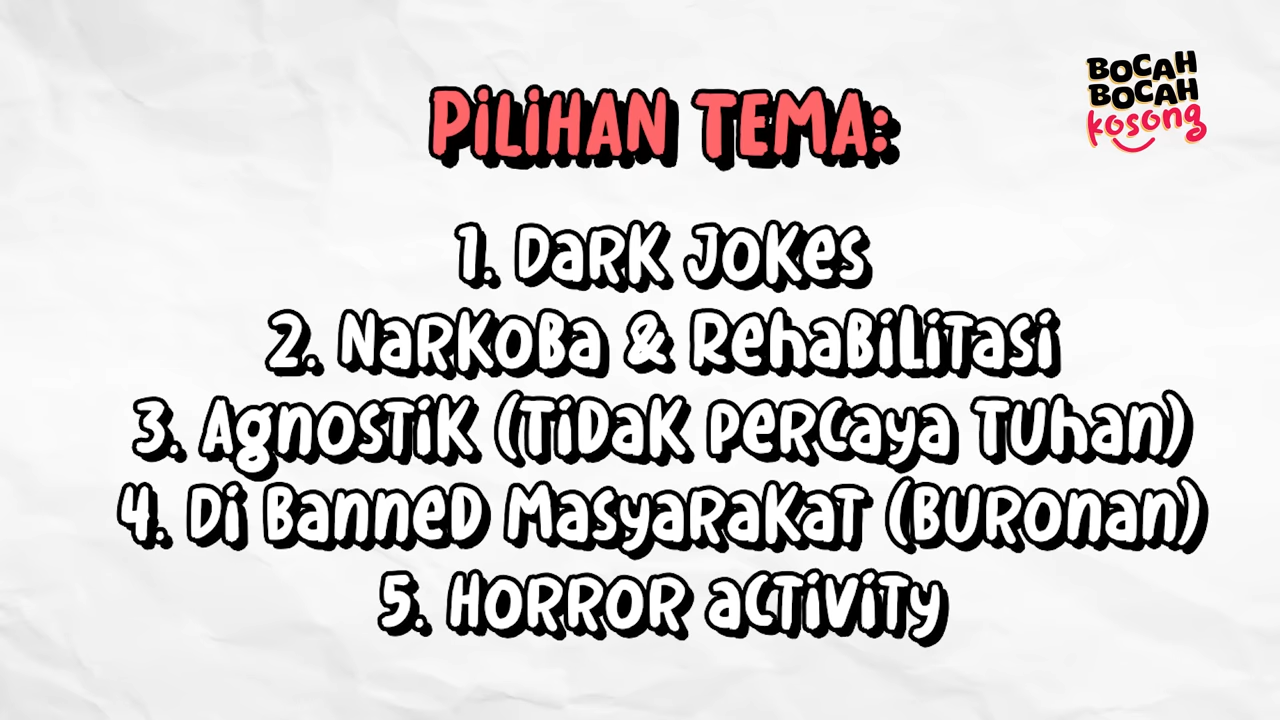 BOCAH
BOCAH
kosong
PiLiHAN TEMA:
1. Dark Jokes
2. Narkoba & Rehabilitasi
3. Agnostik (Tidak Percaya Tuhan)
4. Di Banned Masyarakat (Buronan)
5. Horror activity